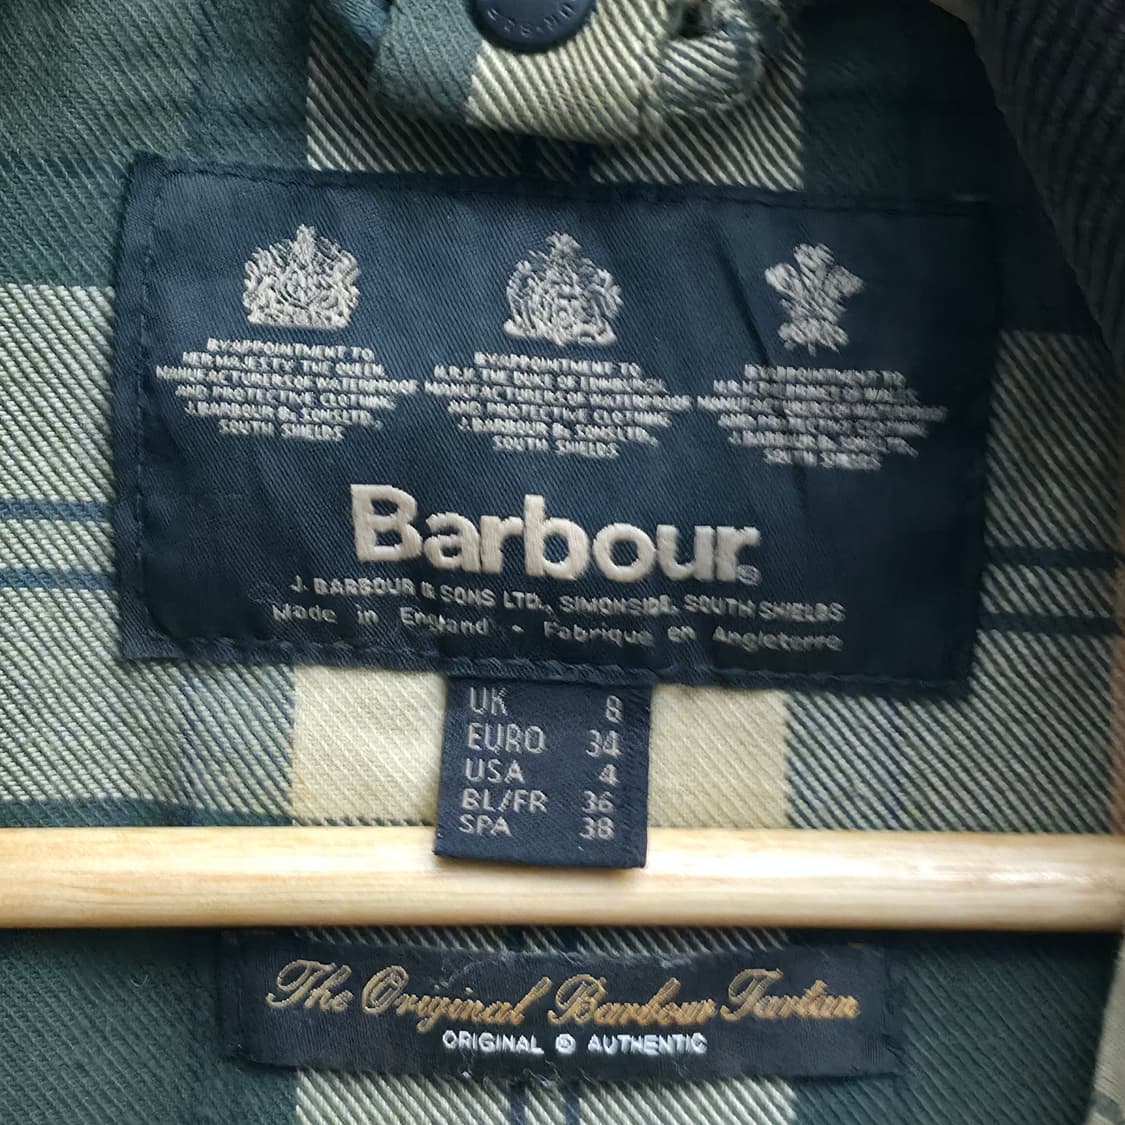 BY APPOINTMENT TO
HER MAJESTY THE QUEEN
MANUFACTURERS OF WATERPROOF
AND PROTECTIVE CLOTHING
J. BARBOUR & SONS LTD.
SOUTH SHIELDS
BY APPOINTMENT TO
H.R.H. THE DUKE OF EDINBURGH
MANUFACTURERS OF WATERPROOF
AND PROTECTIVE CLOTHING
J. BARBOUR & SONS LTD.
SOUTH SHIELDS
BY APPOINTMENT TO
J. BARBOUR &
SOUTH SHIELDS
Barbour®
J. BARBOUR & SONS LTD., SIMONSIDE, SOUTH SHIELDS
Made in England • Fabriqué en Angleterre
UK 8
EURO 34
USA 4
BL/FR 36
SPA 38
The Original Barbour Tartan
ORIGINAL & AUTHENTIC